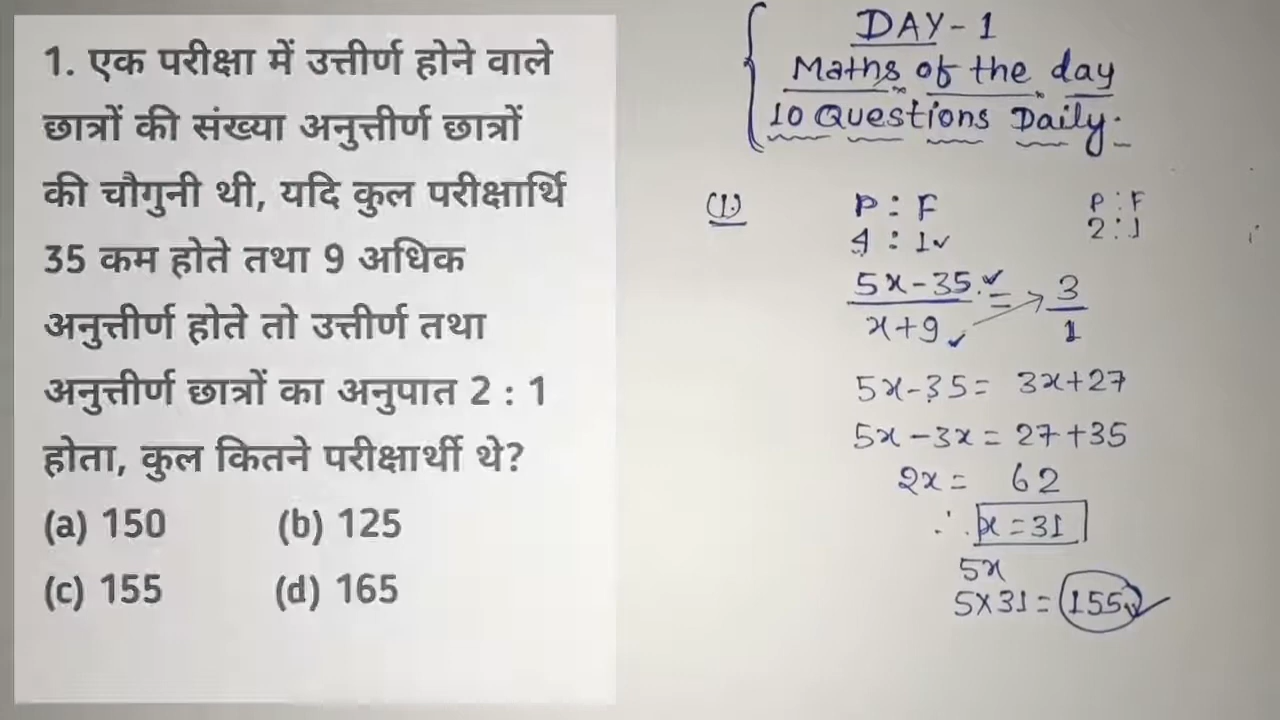 1. एक परीक्षा में उत्तीर्ण होने वाले
छात्रों की संख्या अनुत्तीर्ण छात्रों
की चौगुनी थी, यदि कुल परीक्षार्थि
35 कम होते तथा 9 अधिक
अनुत्तीर्ण होते तो उत्तीर्ण तथा
अनुत्तीर्ण छात्रों का अनुपात 2 : 1
होता, कुल कितने परीक्षार्थी थे?
(a) 150 (b) 125
(c) 155 (d) 165
DAY-1
Maths of the day
10 Questions Daily.
(1.)
P : F
4 : 1✓
P : F
2 : 1
5x-35 ✓
x+9 ✓
=
3
1
5x-35 = 3x+27
5x-3x = 27+35
2x = 62
∴ x = 31
5x
5×31 = 155 ✓